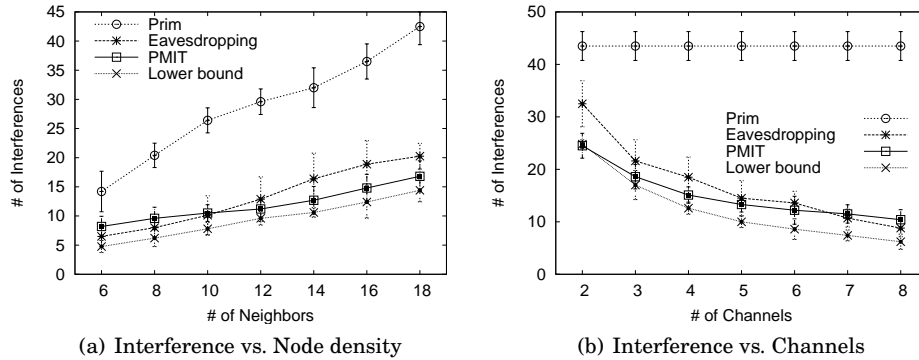 45
40
35
30
25
20
15
10
5
0
# of Interferences
Prim
Eavesdropping
PMIT
Lower bound
6 8 10 12 14 16 18
# of Neighbors
(a) Interference vs. Node density
50
40
30
20
10
0
# of Interferences
Prim
Eavesdropping
PMIT
Lower bound
2 3 4 5 6 7 8
# of Channels
(b) Interference vs. Channels